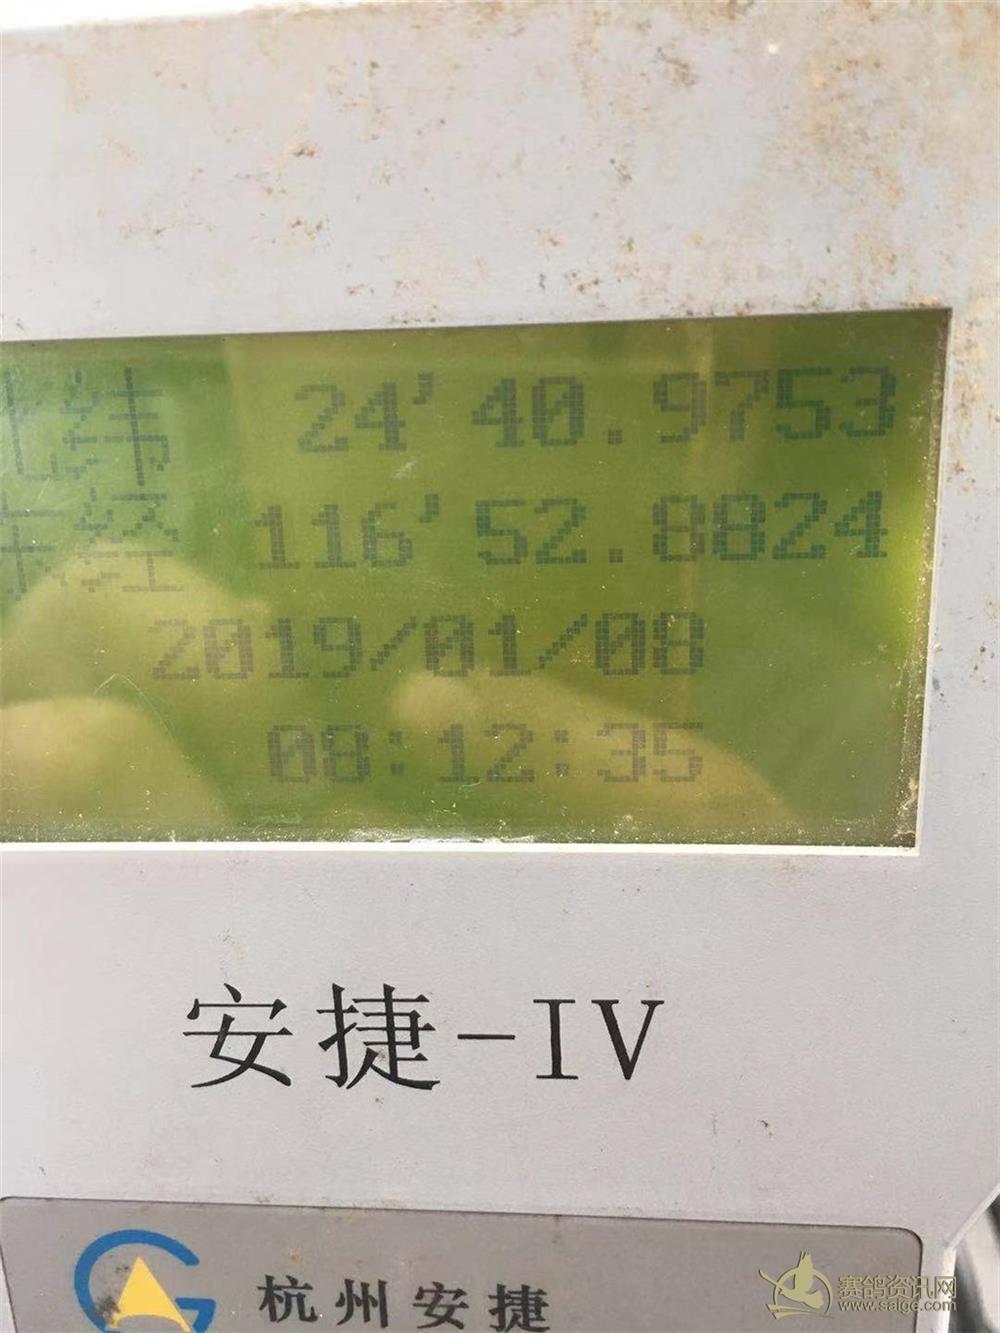 北纬 24'40.9753
东经 116'52.8824
2019/01/08
08:12:35
安捷-IV
杭州安捷
赛鸽资讯网
www.saige.com